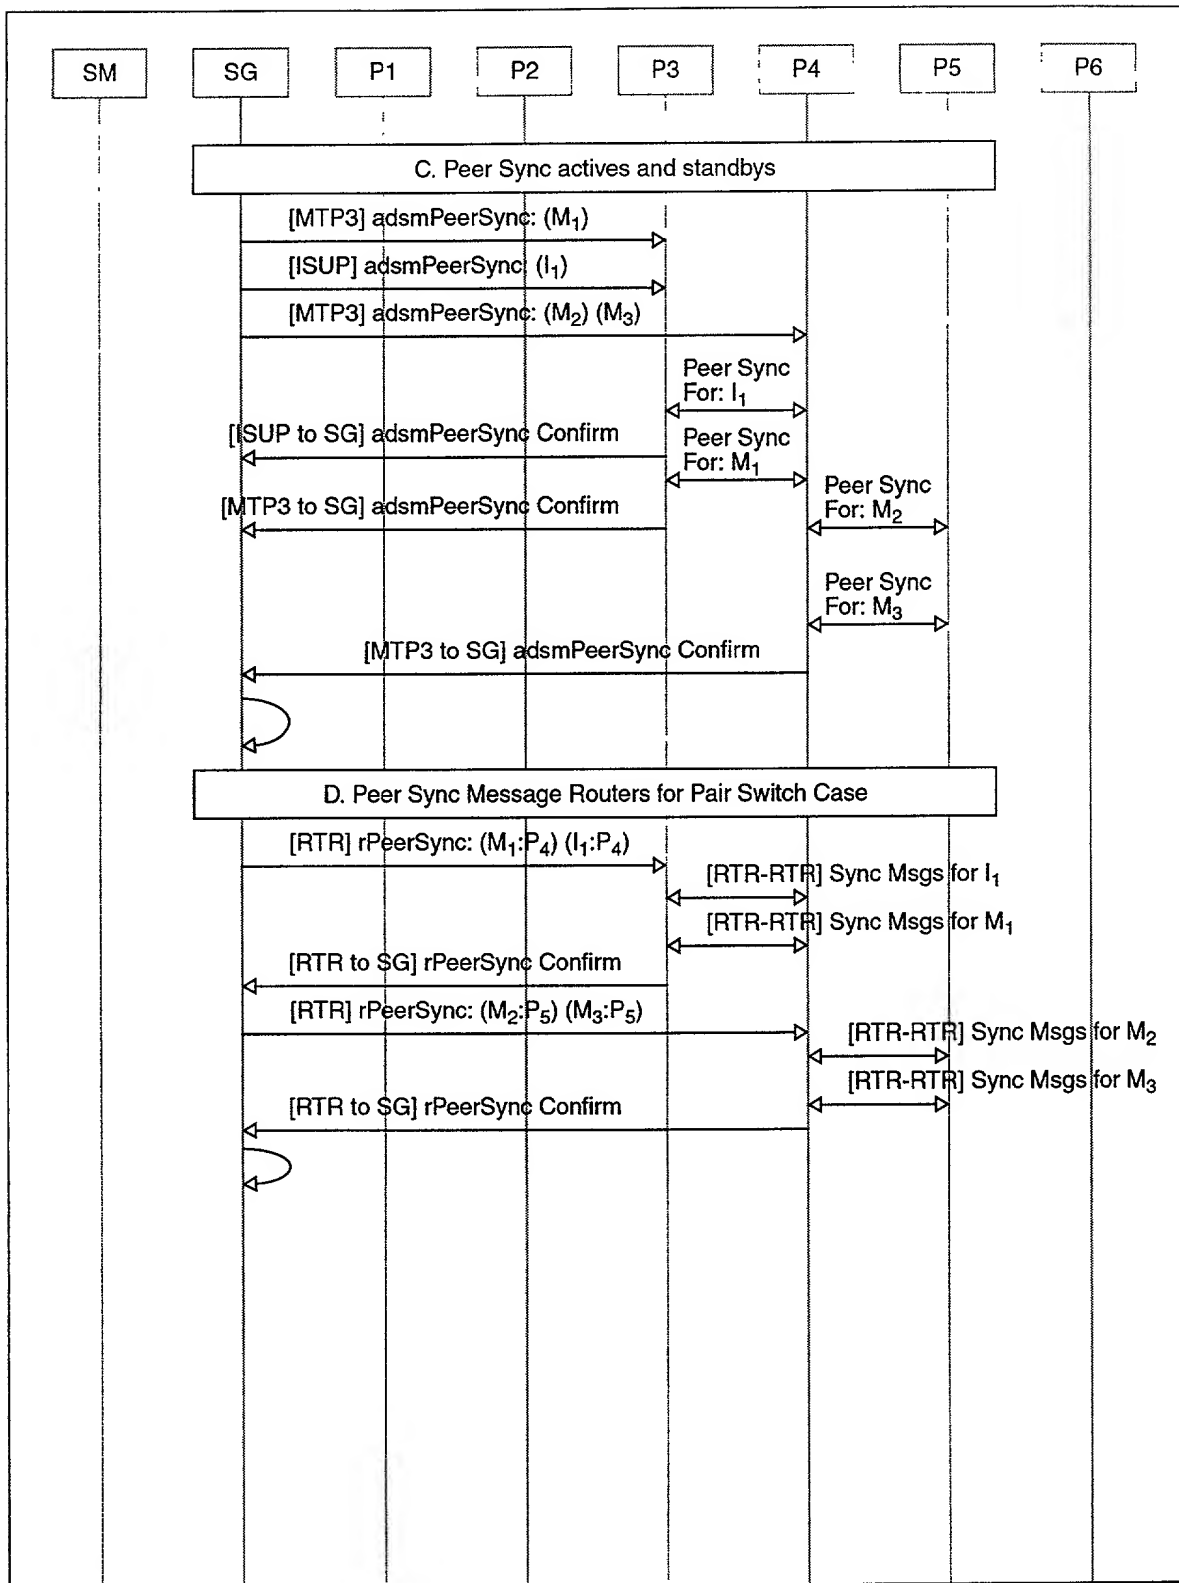 SM SG P1 P2 P3 P4 P5 P6
C. Peer Sync actives and standbys
[MTP3] adsmPeerSync: (M₁)
[ISUP] adsmPeerSync: (I₁)
[MTP3] adsmPeerSync: (M₂) (M₃)
Peer Sync
For: I₁
[ISUP to SG] adsmPeerSync Confirm
Peer Sync
For: M₁
Peer Sync
For: M₂
[MTP3 to SG] adsmPeerSync Confirm
Peer Sync
For: M₃
[MTP3 to SG] adsmPeerSync Confirm
D. Peer Sync Message Routers for Pair Switch Case
[RTR] rPeerSync: (M₁:P₄) (I₁:P₄)
[RTR-RTR] Sync Msgs for I₁
[RTR-RTR] Sync Msgs for M₁
[RTR to SG] rPeerSync Confirm
[RTR] rPeerSync: (M₂:P₅) (M₃:P₅)
[RTR-RTR] Sync Msgs for M₂
[RTR-RTR] Sync Msgs for M₃
[RTR to SG] rPeerSync Confirm